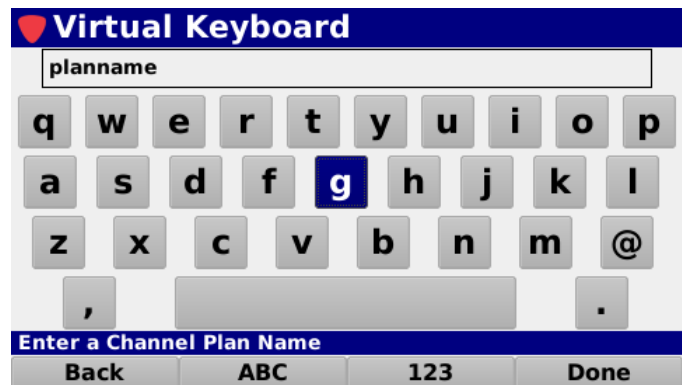 Virtual Keyboard
planname
q w e r t y u i o p
a s d f g h j k l
z x c v b n m @
, .
Enter a Channel Plan Name
Back ABC 123 Done